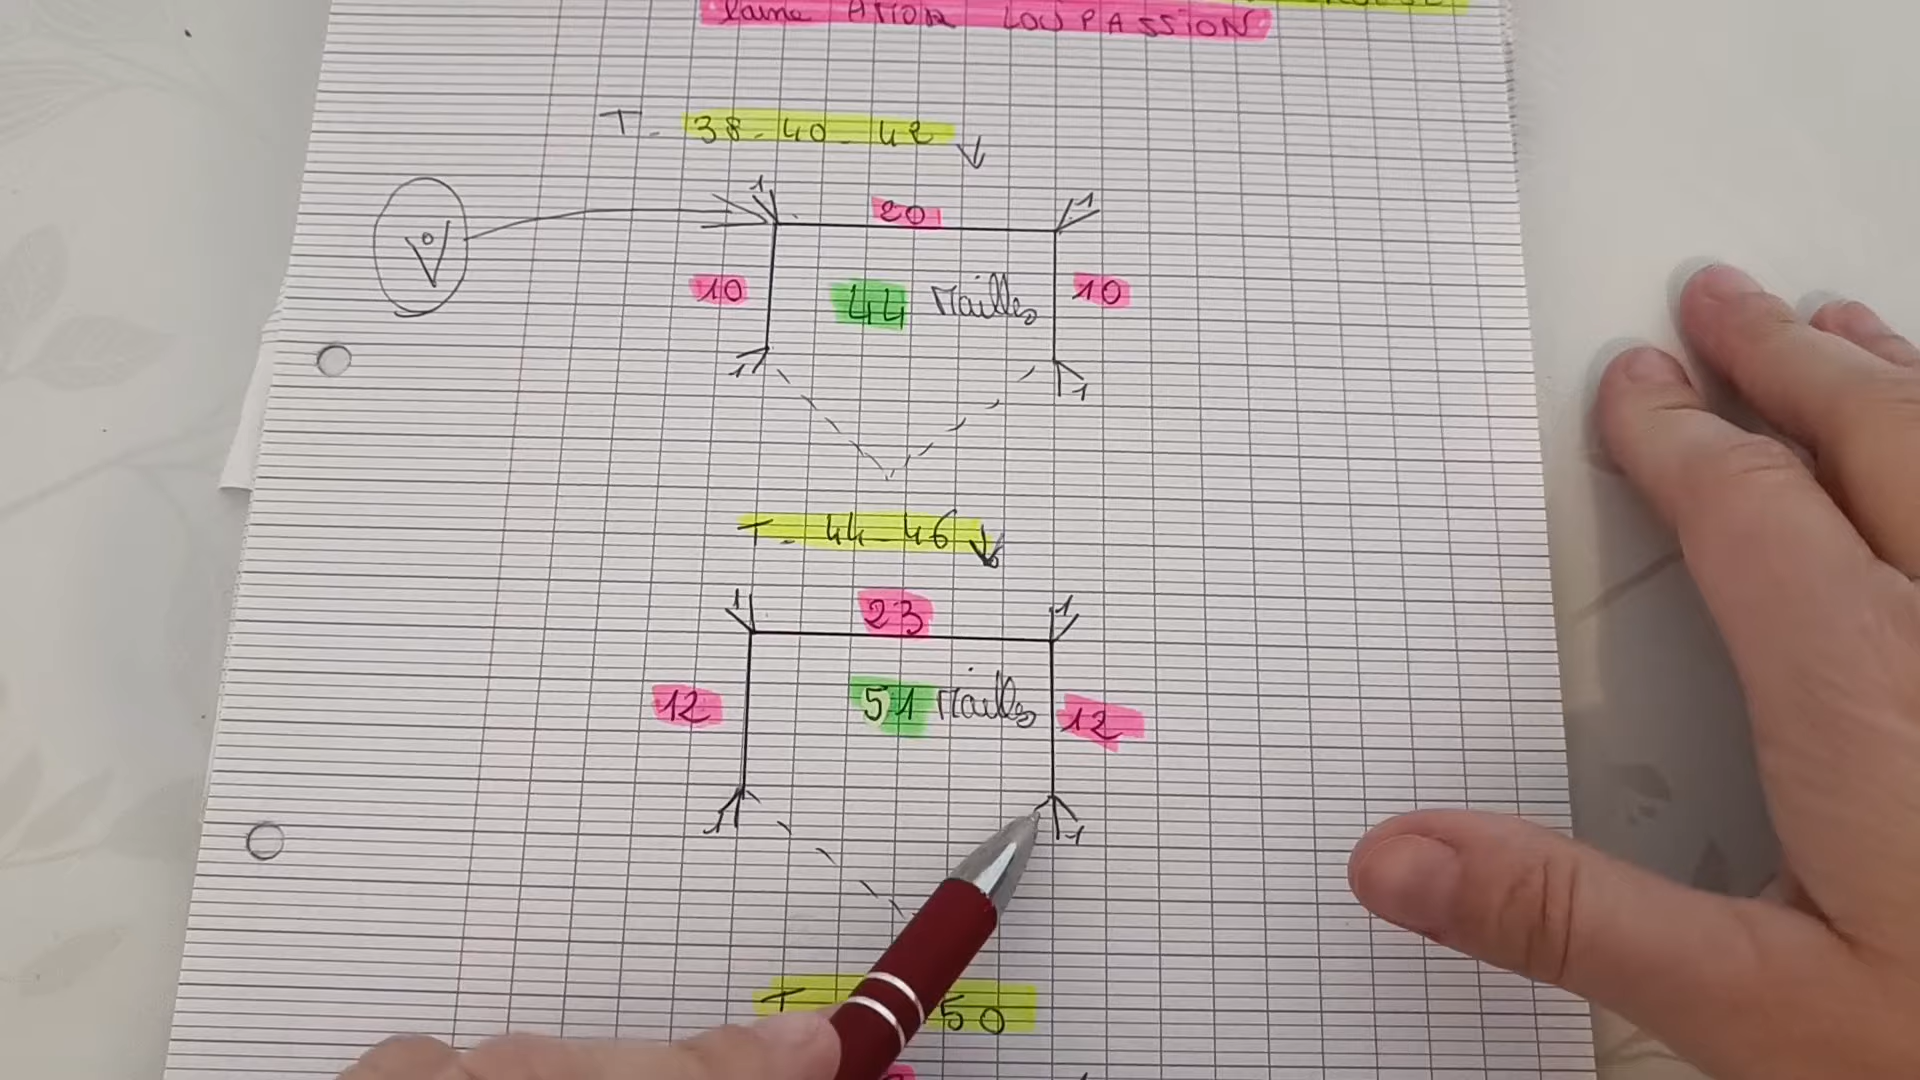 laine ATION LOU PASSION
T - 38-40-42
1 1
20
10 44 Mailles 10
1 1
T - 44-46
1 1
23
12 51 Mailles 12
1 1
T 50